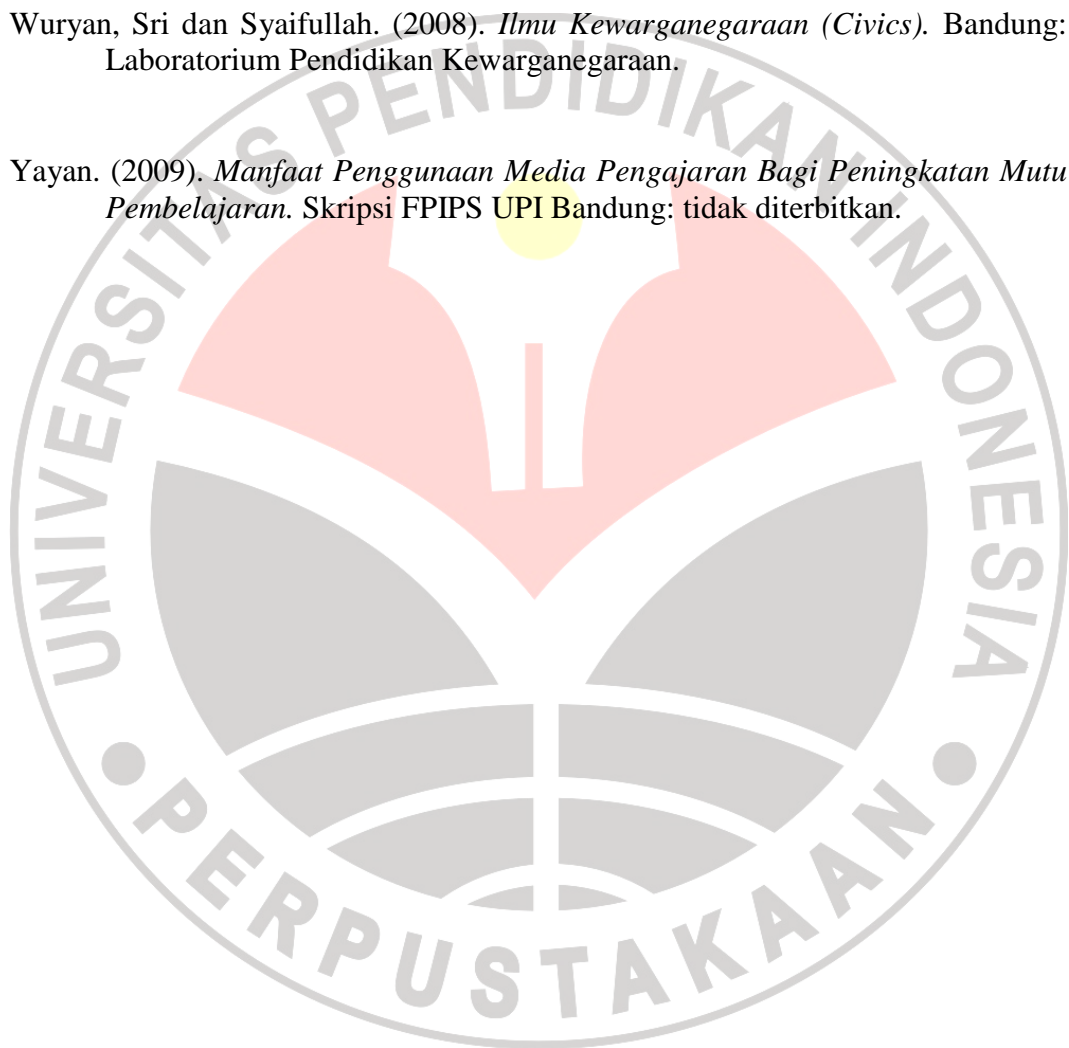 Wuryan, Sri dan Syaifullah. (2008). Ilmu Kewarganegaraan (Civics). Bandung:
Laboratorium Pendidikan Kewarganegaraan.
Yayan. (2009). Manfaat Penggunaan Media Pengajaran Bagi Peningkatan Mutu
Pembelajaran. Skripsi FPIPS UPI Bandung: tidak diterbitkan.
UNIVERSITAS PENDIDIKAN INDONESIA
PERPUSTAKAAN